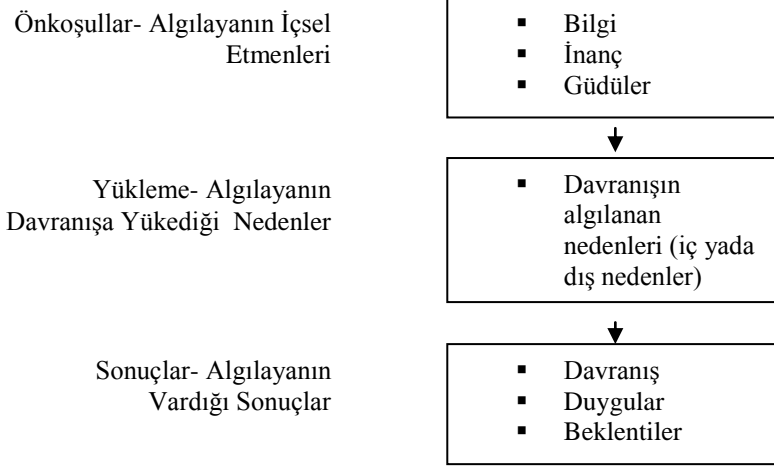 Önkoşullar- Algılayanın İçsel
Etmenleri
▪ Bilgi
▪ İnanç
▪ Güdüler
Yükleme- Algılayanın
Davranışa Yükediği Nedenler
▪ Davranışın
algılanan
nedenleri (iç yada
dış nedenler)
Sonuçlar- Algılayanın
Vardığı Sonuçlar
▪ Davranış
▪ Duygular
▪ Beklentiler